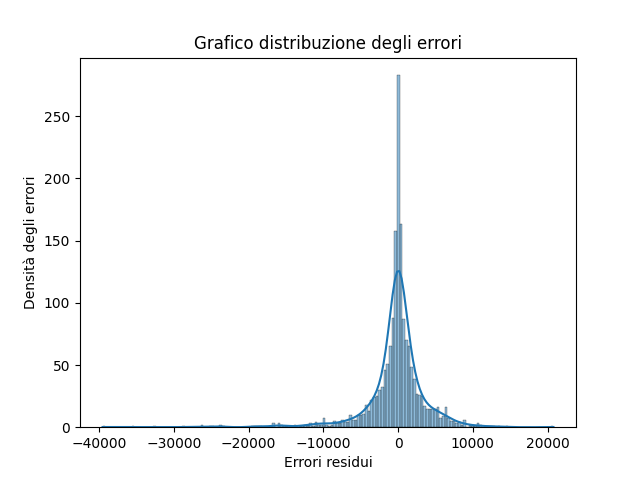 Grafico distribuzione degli errori
Densità degli errori
250
200
150
100
50
0
−40000 −30000 −20000 −10000 0 10000 20000
Errori residui